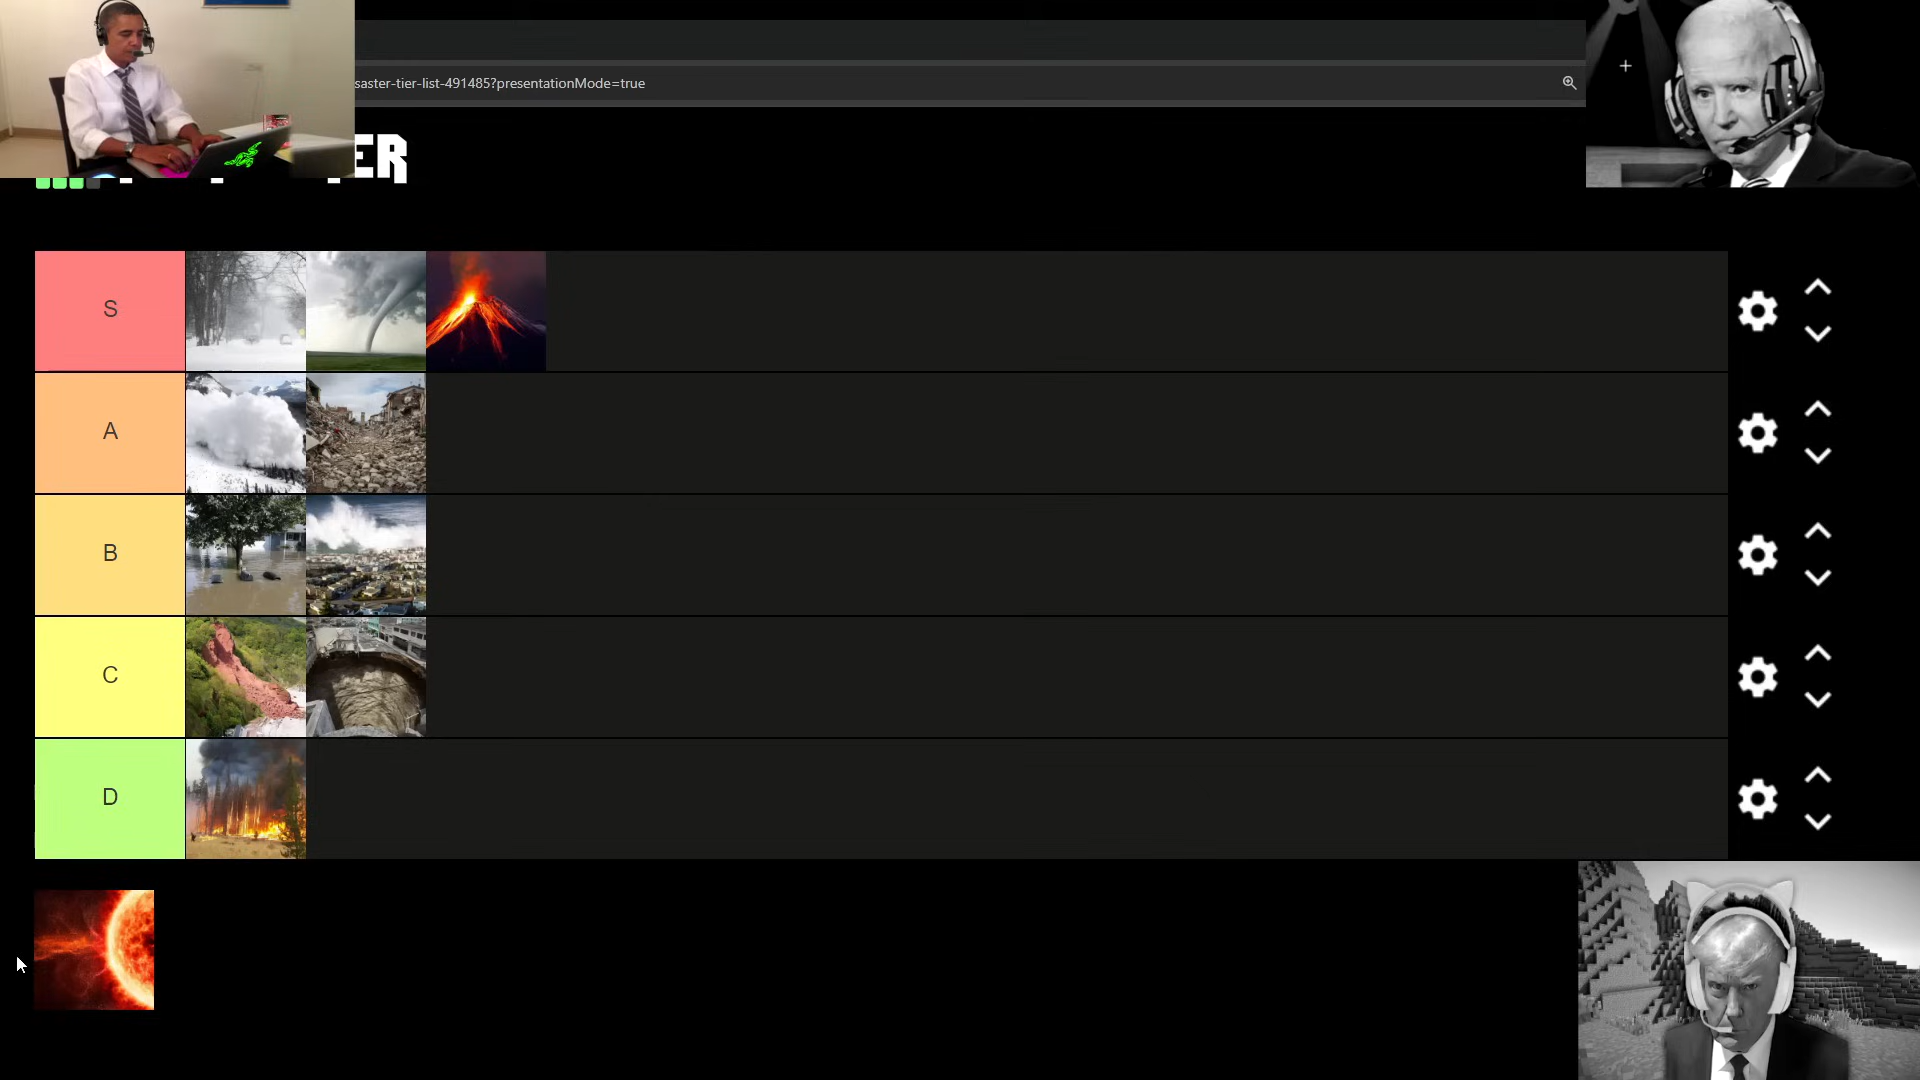 saster-tier-list-491485?presentationMode=true
ER
S
A
B
C
D